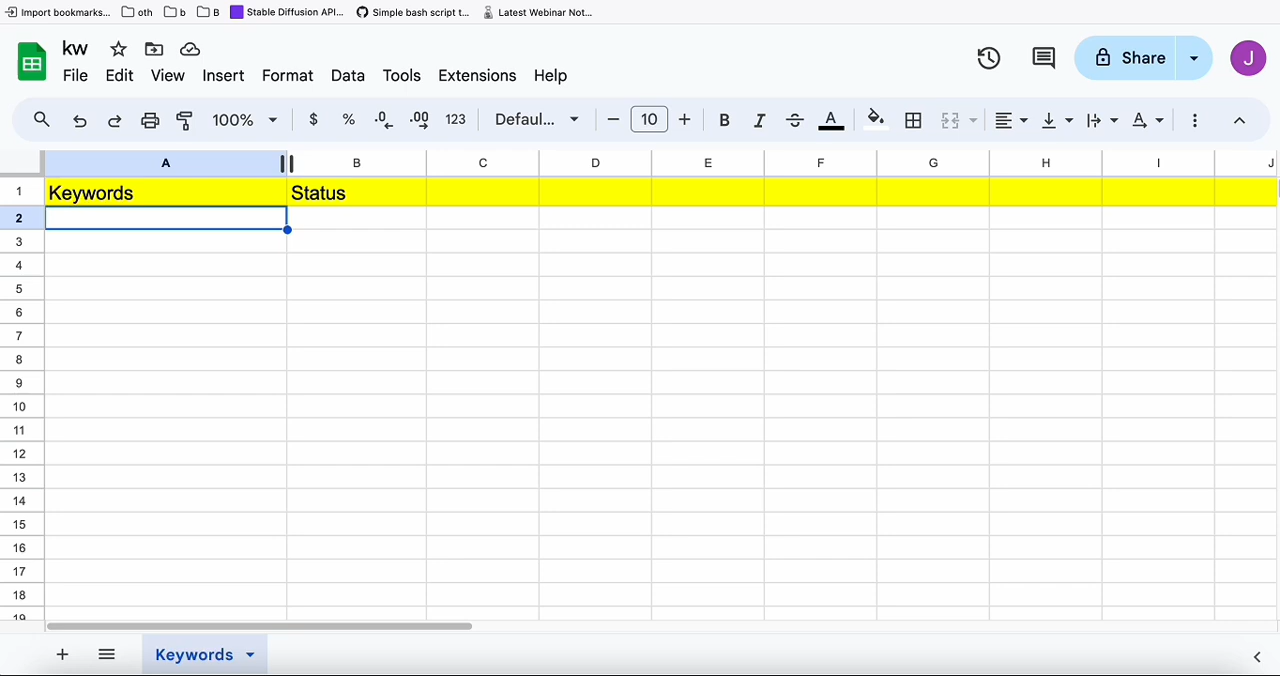 Import bookmarks... oth b B Stable Diffusion API... Simple bash script t... Latest Webinar Not...
kw
File Edit View Insert Format Data Tools Extensions Help
Share J
100% $ % .0 .00 123 Defaul... 10 B I S A A
A B C D E F G H I J
1 Keywords Status
2
3
4
5
6
7
8
9
10
11
12
13
14
15
16
17
18
19
Keywords